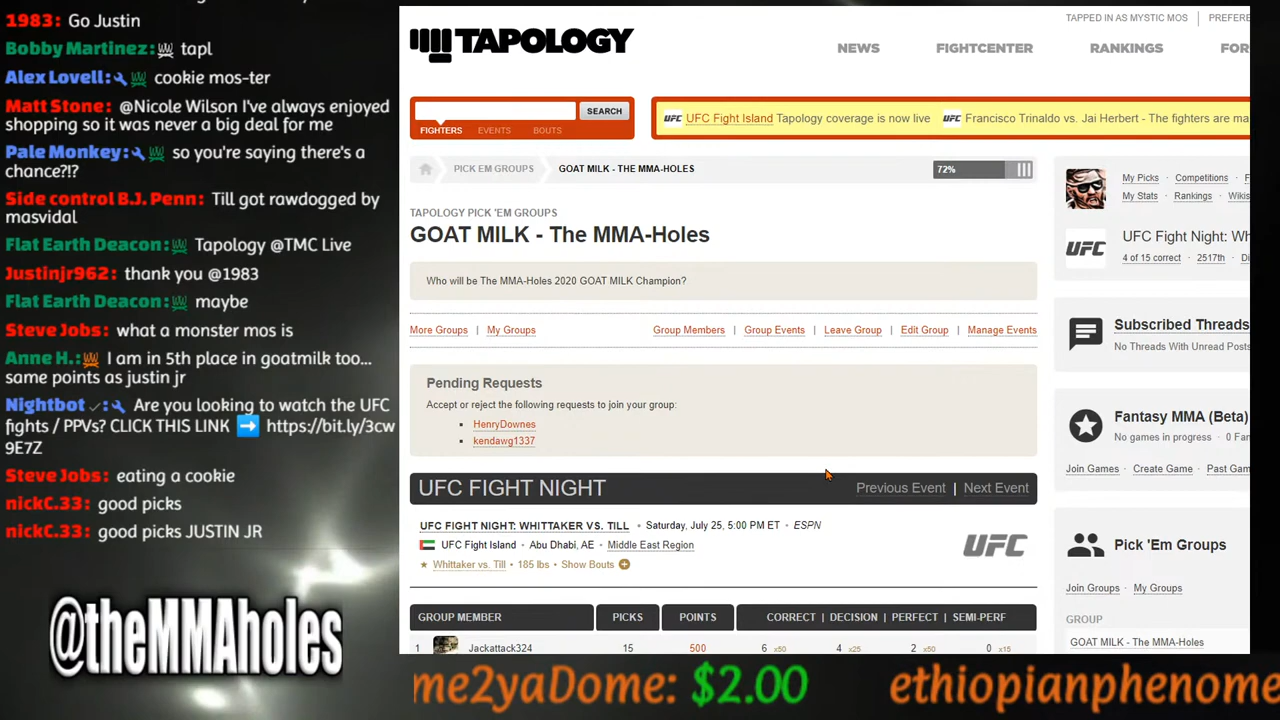 1983: Go Justin
Bobby Martinez: tapl
Alex Lovell: cookie mos-ter
Matt Stone: @Nicole Wilson I've always enjoyed
shopping so it was never a big deal for me
Pale Monkey: so you're saying there's a
chance?!?
Side control B.J. Penn: Till got rawdogged by
masvidal
Flat Earth Deacon: Tapology @TMC Live
Justinjr962: thank you @1983
Flat Earth Deacon: maybe
Steve Jobs: what a monster mos is
Anne H.: I am in 5th place in goatmilk too...
same points as justin jr
Nightbot: Are you looking to watch the UFC
fights / PPVs? CLICK THIS LINK ➡ https://bit.ly/3cw
9E7Z
Steve Jobs: eating a cookie
nickC.33: good picks
nickC.33: good picks JUSTIN JR
@theMMAholes
TAPPED IN AS MYSTIC MOS | PREFERE
TAPOLOGY
NEWS FIGHTCENTER RANKINGS FOR
SEARCH
FIGHTERS EVENTS BOUTS
UFC UFC Fight Island Tapology coverage is now live UFC Francisco Trinaldo vs. Jai Herbert - The fighters are ma
PICK EM GROUPS GOAT MILK - THE MMA-HOLES 72%
TAPOLOGY PICK 'EM GROUPS
GOAT MILK - The MMA-Holes
Who will be The MMA-Holes 2020 GOAT MILK Champion?
More Groups | My Groups Group Members | Group Events | Leave Group | Edit Group | Manage Events
Pending Requests
Accept or reject the following requests to join your group:
HenryDownes
kendawg1337
UFC FIGHT NIGHT Previous Event | Next Event
UFC FIGHT NIGHT: WHITTAKER VS. TILL • Saturday, July 25, 5:00 PM ET • ESPN
UFC Fight Island • Abu Dhabi, AE • Middle East Region
UFC
Whittaker vs. Till • 185 lbs • Show Bouts
GROUP MEMBER PICKS POINTS CORRECT | DECISION | PERFECT | SEMI-PERF
1 Jackattack324 15 500 6 x50 4 x25 2 x50 0 x15
My Picks Competitions F
My Stats Rankings Wikis
UFC
UFC Fight Night: Wh
4 of 15 correct 2517th Di
Subscribed Threads
No Threads With Unread Posts
Fantasy MMA (Beta)
No games in progress • 0 Fan
Join Games Create Game Past Gam
Pick 'Em Groups
Join Groups My Groups
GROUP
GOAT MILK - The MMA-Holes
me2yaDome: $2.00 ethiopianphenome